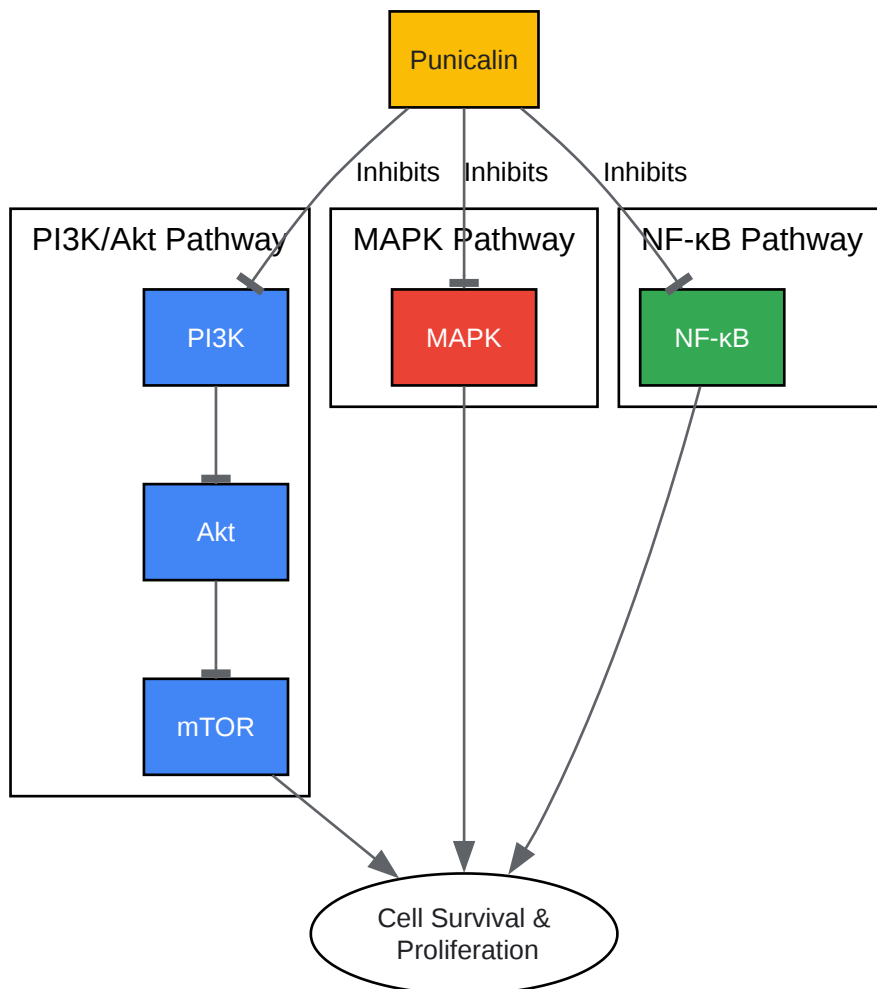 Punicalin
Inhibits
Inhibits
Inhibits
PI3K/Akt Pathway
MAPK Pathway
NF-κB Pathway
PI3K
MAPK
NF-κB
Akt
mTOR
Cell Survival &
Proliferation